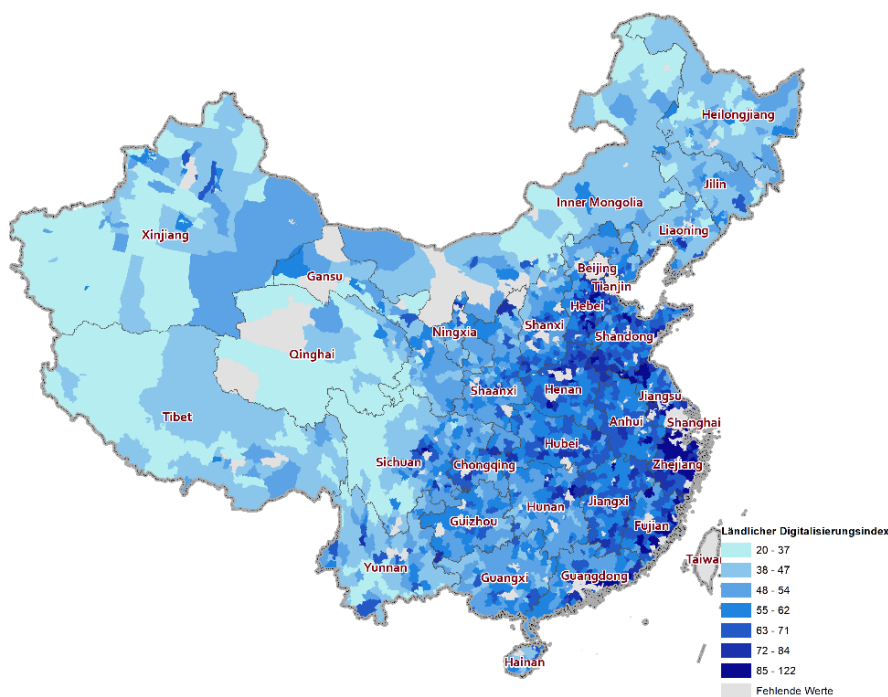 Heilongjiang
Jilin
Inner Mongolia
Liaoning
Xinjiang
Beijing
Gansu
Tianjin
Hebei
Ningxia
Shanxi
Shandong
Qinghai
Shaanxi
Henan
Jiangsu
Tibet
Anhui
Shanghai
Hubei
Sichuan
Chongqing
Zhejiang
Hunan
Jiangxi
Guizhou
Fujian
Yunnan
Guangxi
Guangdong
Taiwan
Hainan
Ländlicher Digitalisierungsindex
20 - 37
38 - 47
48 - 54
55 - 62
63 - 71
72 - 84
85 - 122
Fehlende Werte